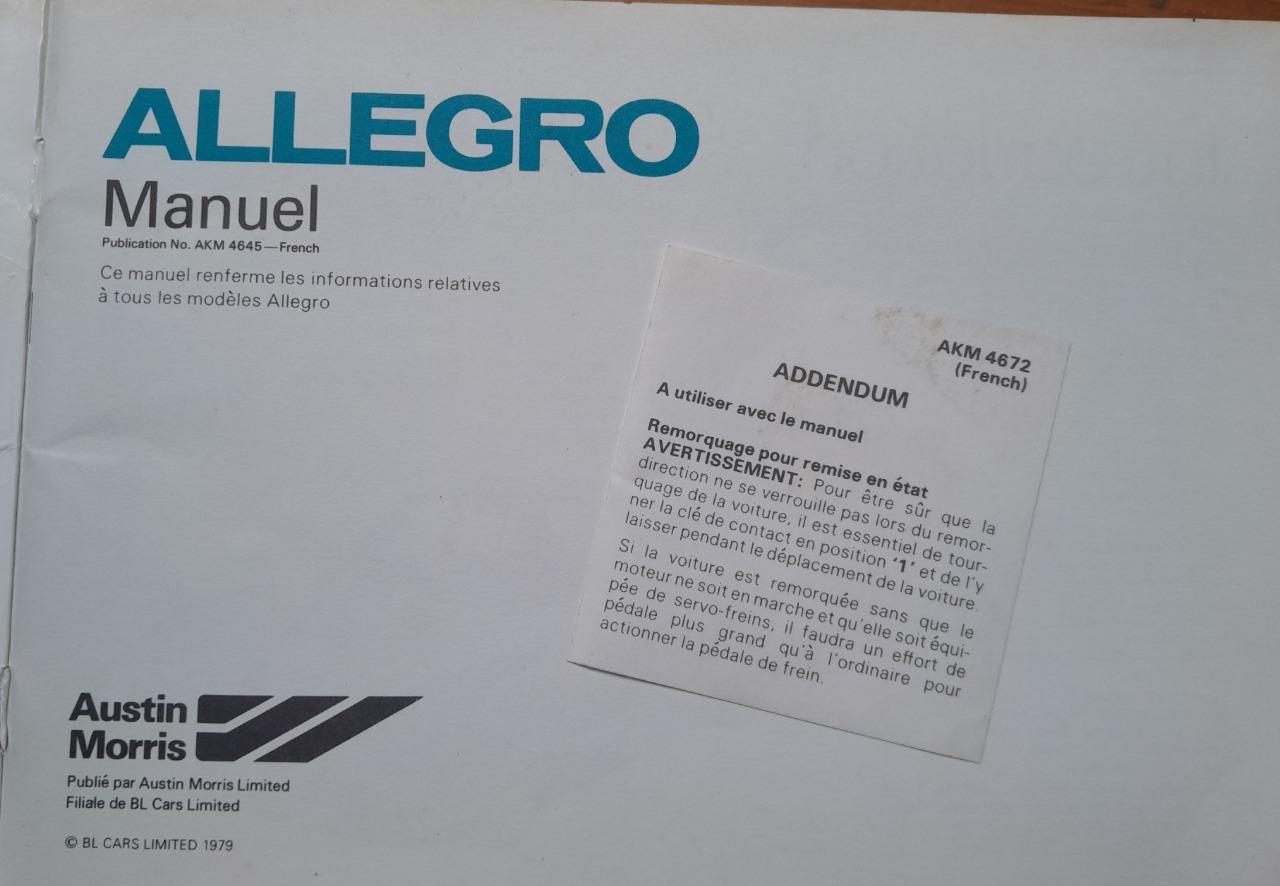 ALLEGRO
Manuel
Publication No. AKM 4645—French
Ce manuel renferme les informations relatives
à tous les modèles Allegro
AKM 4672
(French)
ADDENDUM
A utiliser avec le manuel
Remorquage pour remise en état
AVERTISSEMENT: Pour être sûr que la
direction ne se verrouille pas lors du remor-
quage de la voiture, il est essentiel de tour-
ner la clé de contact en position '1' et de l'y
laisser pendant le déplacement de la voiture.
Si la voiture est remorquée sans que le
moteur ne soit en marche et qu'elle soit équi-
pée de servo-freins, il faudra un effort de
pédale plus grand qu'à l'ordinaire pour
actionner la pédale de frein.
Austin
Morris
Publié par Austin Morris Limited
Filiale de BL Cars Limited
© BL CARS LIMITED 1979